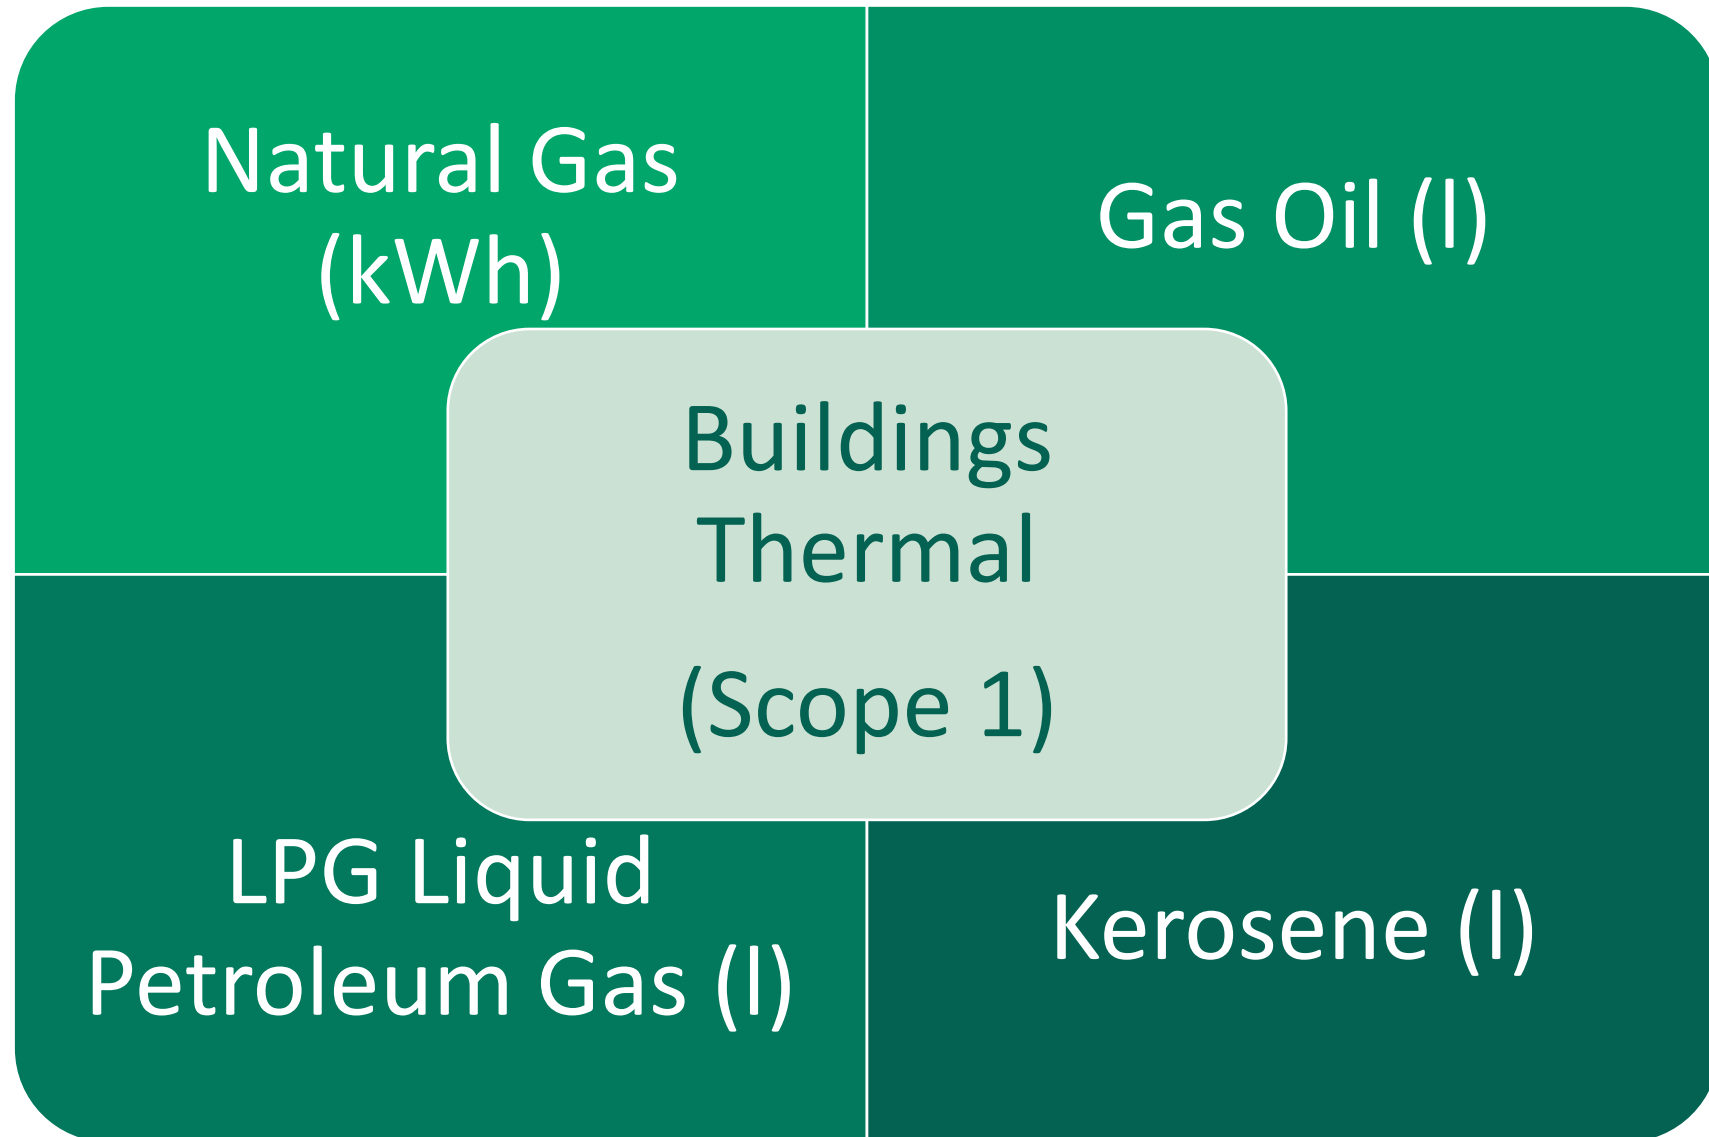 Natural Gas
(kWh)
Gas Oil (l)
Buildings
Thermal
(Scope 1)
LPG Liquid
Petroleum Gas (l)
Kerosene (l)